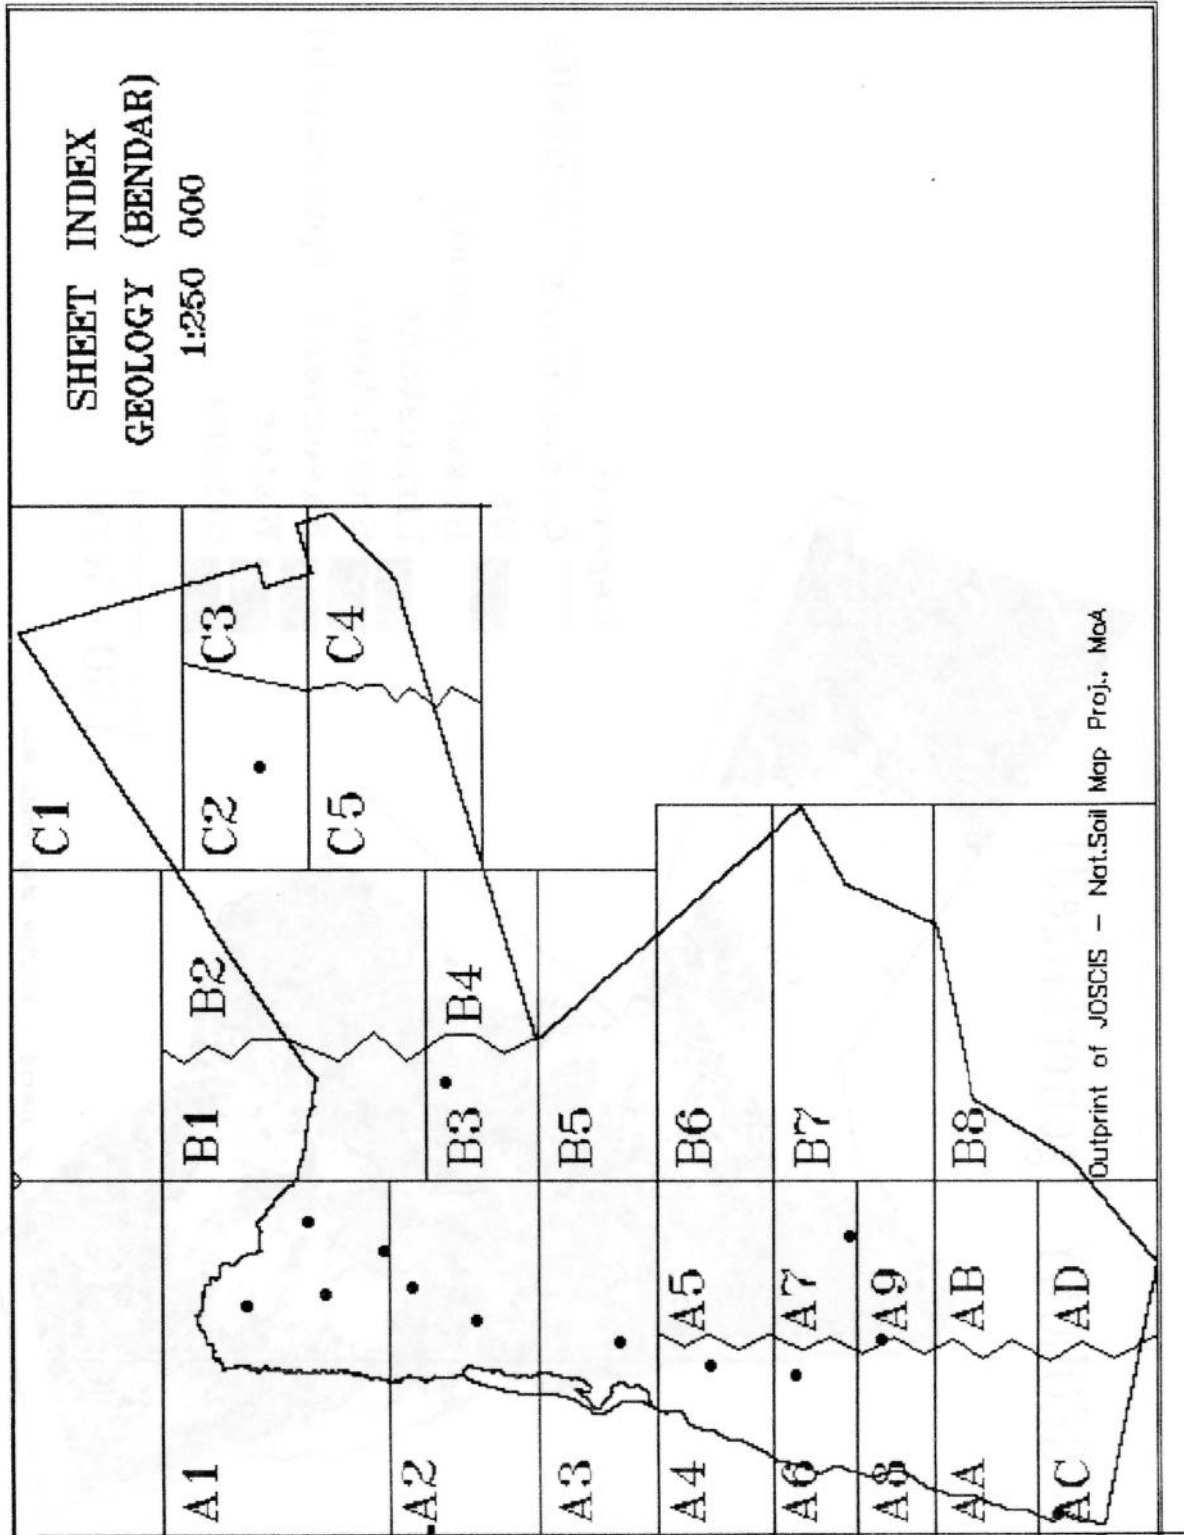 SHEET INDEX
GEOLOGY (BENDAR)
1:250 000
C1
C2
C3
C5
C4
B1
B2
B3
B4
B5
B6
B7
B8
A1
A2
A3
A4
A5
A6
A7
A8
A9
AA
AB
AC
AD
Outprint of JOSCIS - Nat.Soil Map Proj., MoA